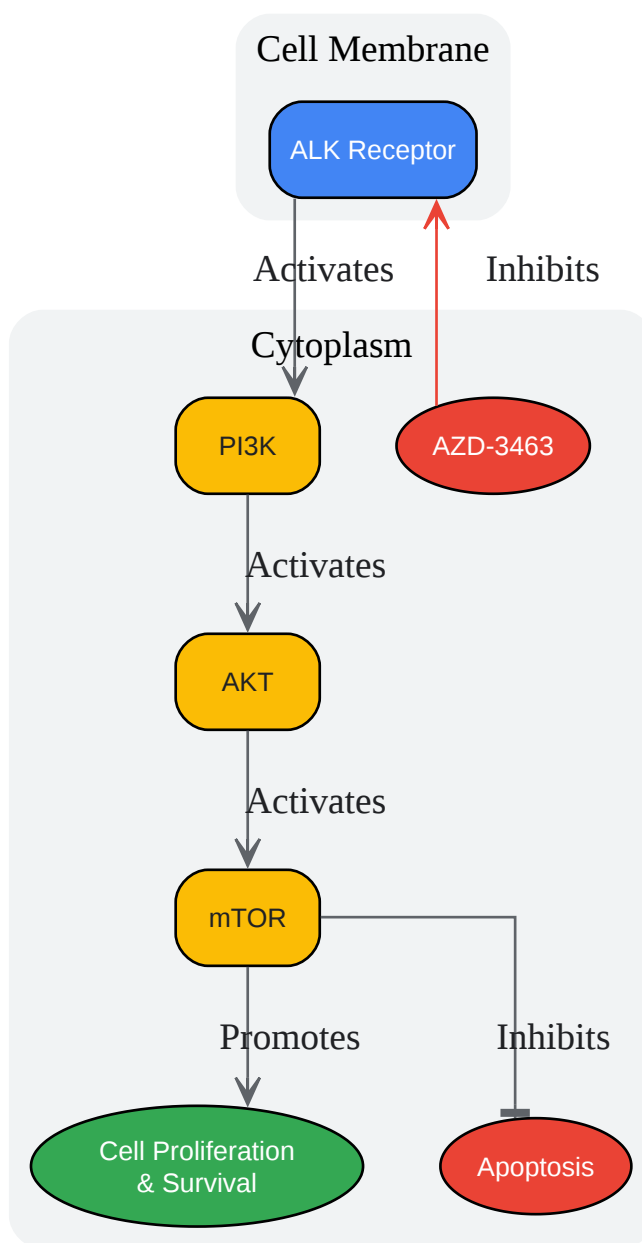 Cell Membrane
ALK Receptor
Activates
Inhibits
Cytoplasm
PI3K
AZD-3463
Activates
AKT
Activates
mTOR
Promotes
Inhibits
Cell Proliferation
& Survival
Apoptosis